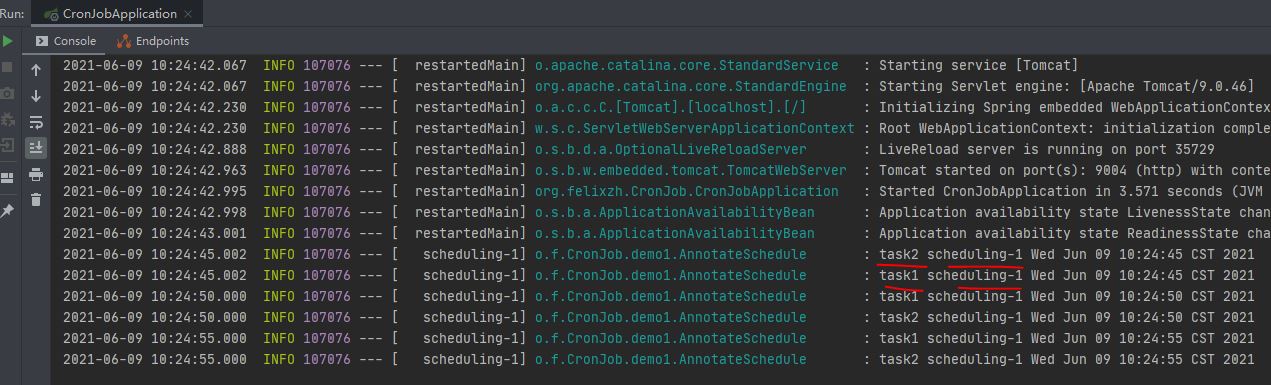 Run: CronJobApplication ×
Console Endpoints
2021-06-09 10:24:42.067 INFO 107076 --- [ restartedMain] o.apache.catalina.core.StandardService : Starting service [Tomcat]
2021-06-09 10:24:42.067 INFO 107076 --- [ restartedMain] org.apache.catalina.core.StandardEngine : Starting Servlet engine: [Apache Tomcat/9.0.46]
2021-06-09 10:24:42.230 INFO 107076 --- [ restartedMain] o.a.c.c.C.[Tomcat].[localhost].[/] : Initializing Spring embedded WebApplicationContex
2021-06-09 10:24:42.230 INFO 107076 --- [ restartedMain] w.s.c.ServletWebServerApplicationContext : Root WebApplicationContext: initialization comple
2021-06-09 10:24:42.888 INFO 107076 --- [ restartedMain] o.s.b.d.a.OptionalLiveReloadServer : LiveReload server is running on port 35729
2021-06-09 10:24:42.963 INFO 107076 --- [ restartedMain] o.s.b.w.embedded.tomcat.TomcatWebServer : Tomcat started on port(s): 9004 (http) with conte
2021-06-09 10:24:42.995 INFO 107076 --- [ restartedMain] org.felixzh.CronJob.CronJobApplication : Started CronJobApplication in 3.571 seconds (JVM
2021-06-09 10:24:42.998 INFO 107076 --- [ restartedMain] o.s.b.a.ApplicationAvailabilityBean : Application availability state LivenessState chan
2021-06-09 10:24:43.001 INFO 107076 --- [ restartedMain] o.s.b.a.ApplicationAvailabilityBean : Application availability state ReadinessState cha
2021-06-09 10:24:45.002 INFO 107076 --- [ scheduling-1] o.f.CronJob.demo1.AnnotateSchedule : task2 scheduling-1 Wed Jun 09 10:24:45 CST 2021
2021-06-09 10:24:45.002 INFO 107076 --- [ scheduling-1] o.f.CronJob.demo1.AnnotateSchedule : task1 scheduling-1 Wed Jun 09 10:24:45 CST 2021
2021-06-09 10:24:50.000 INFO 107076 --- [ scheduling-1] o.f.CronJob.demo1.AnnotateSchedule : task1 scheduling-1 Wed Jun 09 10:24:50 CST 2021
2021-06-09 10:24:50.000 INFO 107076 --- [ scheduling-1] o.f.CronJob.demo1.AnnotateSchedule : task2 scheduling-1 Wed Jun 09 10:24:50 CST 2021
2021-06-09 10:24:55.000 INFO 107076 --- [ scheduling-1] o.f.CronJob.demo1.AnnotateSchedule : task1 scheduling-1 Wed Jun 09 10:24:55 CST 2021
2021-06-09 10:24:55.000 INFO 107076 --- [ scheduling-1] o.f.CronJob.demo1.AnnotateSchedule : task2 scheduling-1 Wed Jun 09 10:24:55 CST 2021